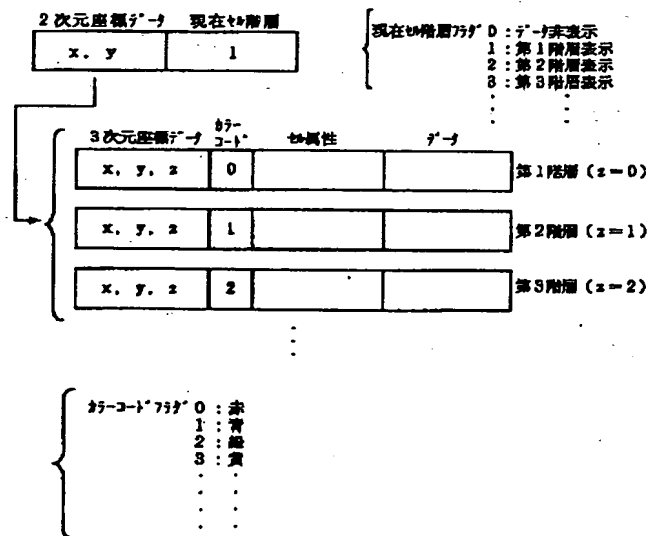 2次元座標データ 現在セル階層
x, y 1
現在セル階層フラグ 0:データ非表示
1:第1階層表示
2:第2階層表示
3:第3階層表示
3次元座標データ カラーコード セル属性 データ
x, y, z 0 第1階層 (z=0)
x, y, z 1 第2階層 (z=1)
x, y, z 2 第3階層 (z=2)
カラーコードフラグ 0:赤
1:青
2:緑
3:黄